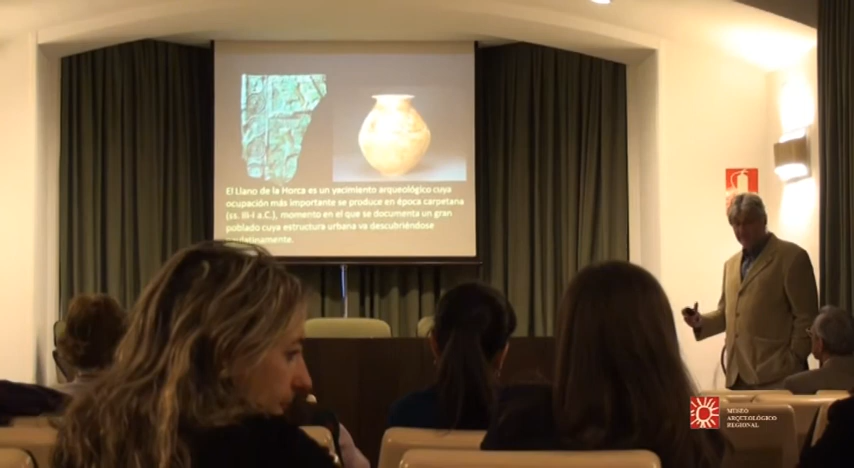 El Llano de la Horca es un yacimiento arqueológico cuya
ocupación más importante se produce en época carpetana
(ss. III-I a.C.), momento en el que se documenta un gran
poblado cuya estructura urbana va descubriéndose
MUSEO
ARQUEOLÓGICO
REGIONAL